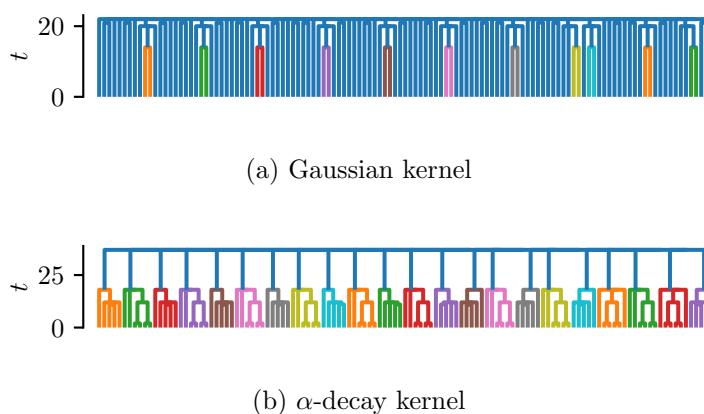 20
t
0
(a) Gaussian kernel
25
t
0
(b) α-decay kernel